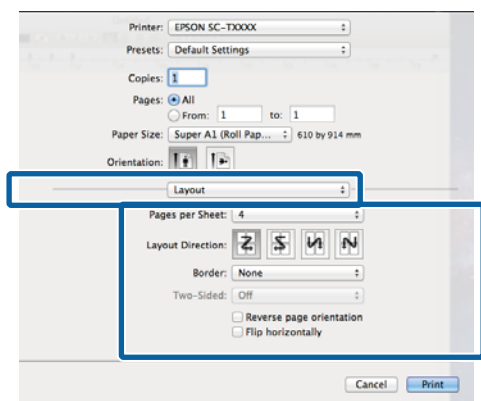 Printer: EPSON SC-TXXXX
Presets: Default Settings
Copies: 1
Pages: All
From: 1 to: 1
Paper Size: Super A1 (Roll Pap... 610 by 914 mm
Orientation:
Layout
Pages per Sheet: 4
Layout Direction:
Border: None
Two-Sided: Off
Reverse page orientation
Flip horizontally
Cancel Print